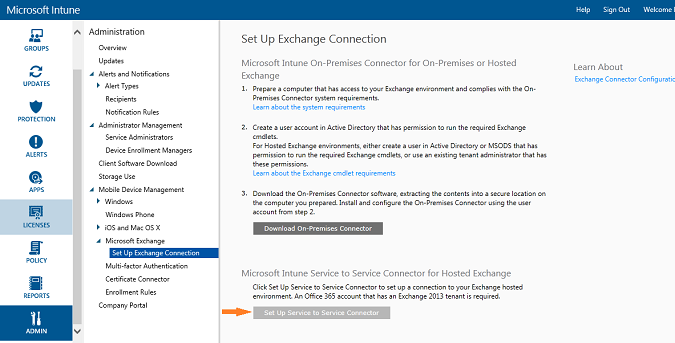 Microsoft Intune
Help Sign Out Welcome
GROUPS
UPDATES
PROTECTION
ALERTS
APPS
LICENSES
POLICY
REPORTS
ADMIN
Administration
Overview
Updates
Alerts and Notifications
Alert Types
Recipients
Notification Rules
Administrator Management
Service Administrators
Device Enrollment Managers
Client Software Download
Storage Use
Mobile Device Management
Windows
Windows Phone
iOS and Mac OS X
Microsoft Exchange
Set Up Exchange Connection
Multi-factor Authentication
Certificate Connector
Enrollment Rules
Company Portal
Set Up Exchange Connection
Microsoft Intune On-Premises Connector for On-Premises or Hosted
Exchange
1. Prepare a computer that has access to your Exchange environment and complies with the On-
Premises Connector system requirements.
Learn about the system requirements
2. Create a user account in Active Directory that has permission to run the required Exchange
cmdlets.
For Hosted Exchange environments, either create a user in Active Directory or MSODS that has
permission to run the required Exchange cmdlets, or use an existing tenant administrator that has
these permissions.
Learn about the Exchange cmdlet requirements
3. Download the On-Premises Connector software, extracting the contents into a secure location on
the computer you prepared. Install and configure the On-Premises Connector using the user
account from step 2.
Download On-Premises Connector
Microsoft Intune Service to Service Connector for Hosted Exchange
Click Set Up Service to Service Connector to set up a connection to your Exchange hosted
environment. An Office 365 account that has an Exchange 2013 tenant is required.
Set Up Service to Service Connector
Learn About
Exchange Connector Configuratio